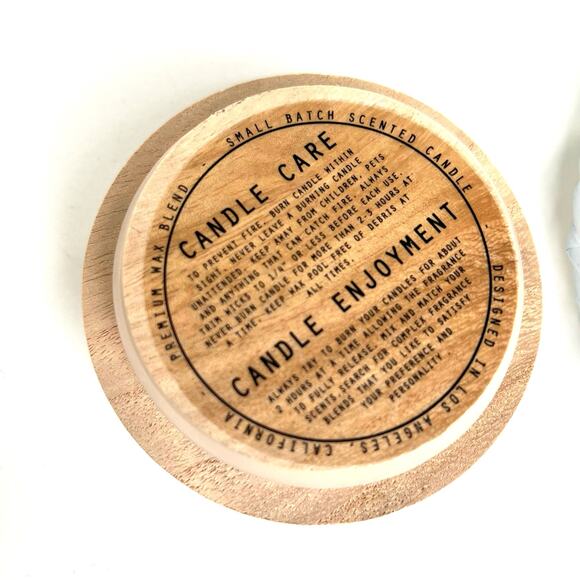 SMALL BATCH SCENTED CANDLE
DESIGNED IN LOS ANGELES, CALIFORNIA
PREMIUM WAX BLEND
CANDLE CARE
TO PREVENT FIRE, BURN CANDLE WITHIN
SIGHT. NEVER LEAVE A BURNING CANDLE
UNATTENDED. KEEP AWAY FROM CHILDREN, PETS
AND ANYTHING THAT CAN CATCH FIRE. ALWAYS
TRIM WICKS TO 1/4 OR LESS BEFORE EACH USE.
NEVER BURN CANDLE FOR MORE THAN 2-3 HOURS AT
A TIME. KEEP WAX POOL FREE OF DEBRIS AT
ALL TIMES.
CANDLE ENJOYMENT
ALWAYS TRY TO BURN YOUR CANDLES FOR ABOUT
2 HOURS AT A TIME ALLOWING THE FRAGRANCE
TO FULLY RELEASE. MIX AND MATCH YOUR
SCENTS SEARCH FOR COMPLEX FRAGRANCE
BLENDS THAT YOU LIKE TO SATISFY
YOUR PREFERENCE AND
PERSONALITY.